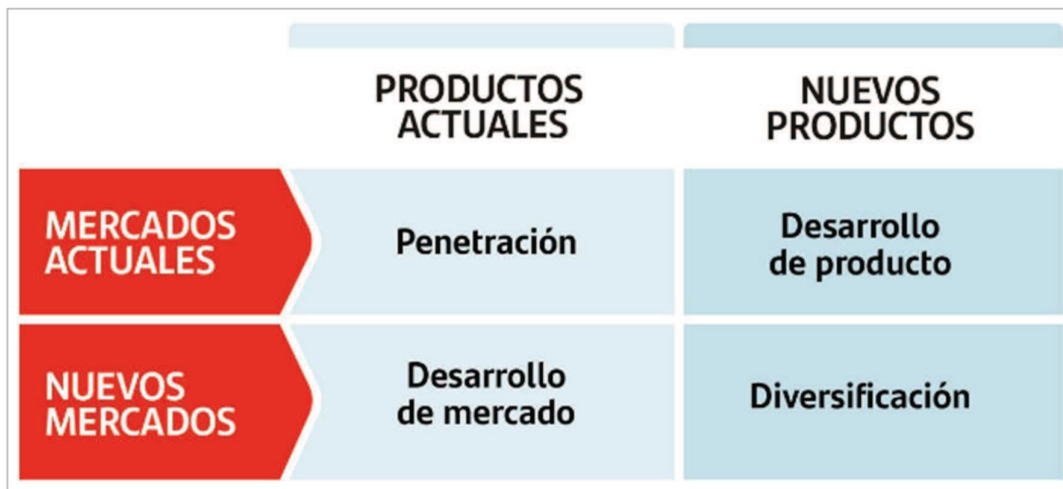 PRODUCTOS
ACTUALES
NUEVOS
PRODUCTOS
MERCADOS
ACTUALES
Penetración
Desarrollo
de producto
NUEVOS
MERCADOS
Desarrollo
de mercado
Diversificación